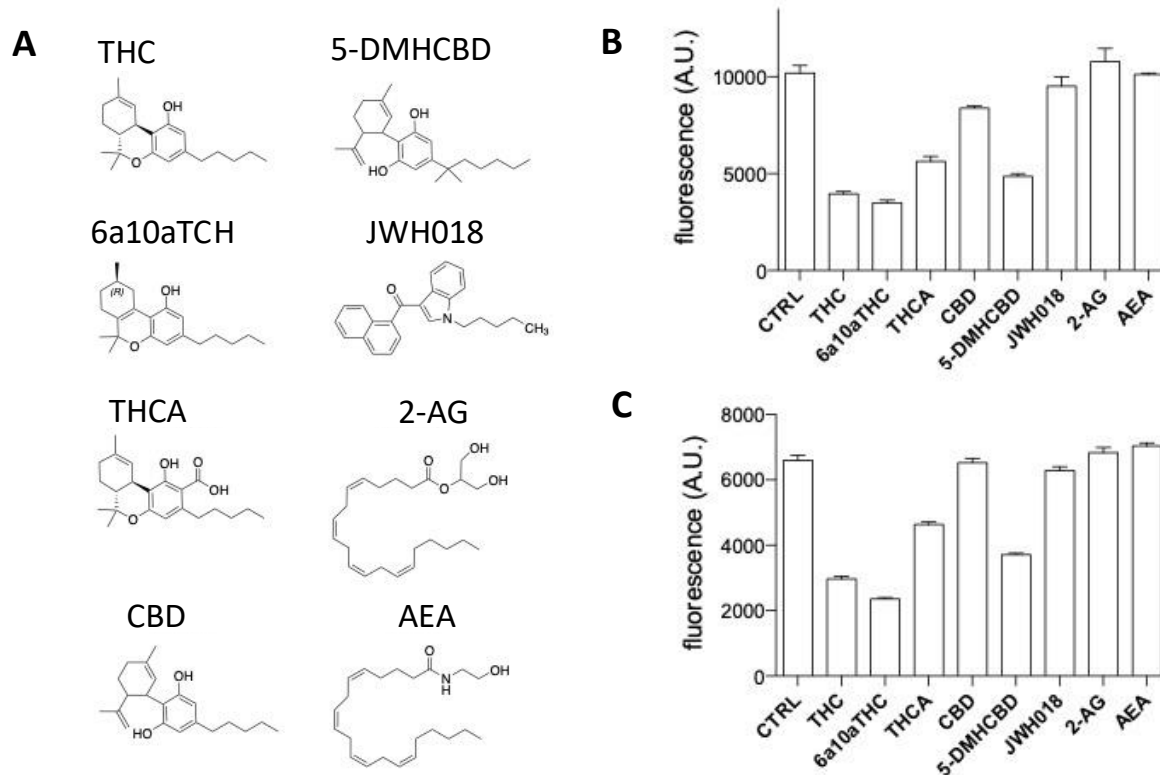 A
THC
5-DMHCBD
OH
O
OH
HO
6a10aTCH
JWH018
(R)
OH
O
O
N
CH3
THCA
2-AG
OH
O
OH
O
O
O
OH
OH
CBD
AEA
OH
HO
O
N
H
OH
B
fluorescence (A.U.)
10000
5000
0
CTRL
THC
6a10aTHC
THCA
CBD
5-DMHCBD
JWH018
2-AG
AEA
C
fluorescence (A.U.)
8000
6000
4000
2000
0
CTRL
THC
6a10aTHC
THCA
CBD
5-DMHCBD
JWH018
2-AG
AEA